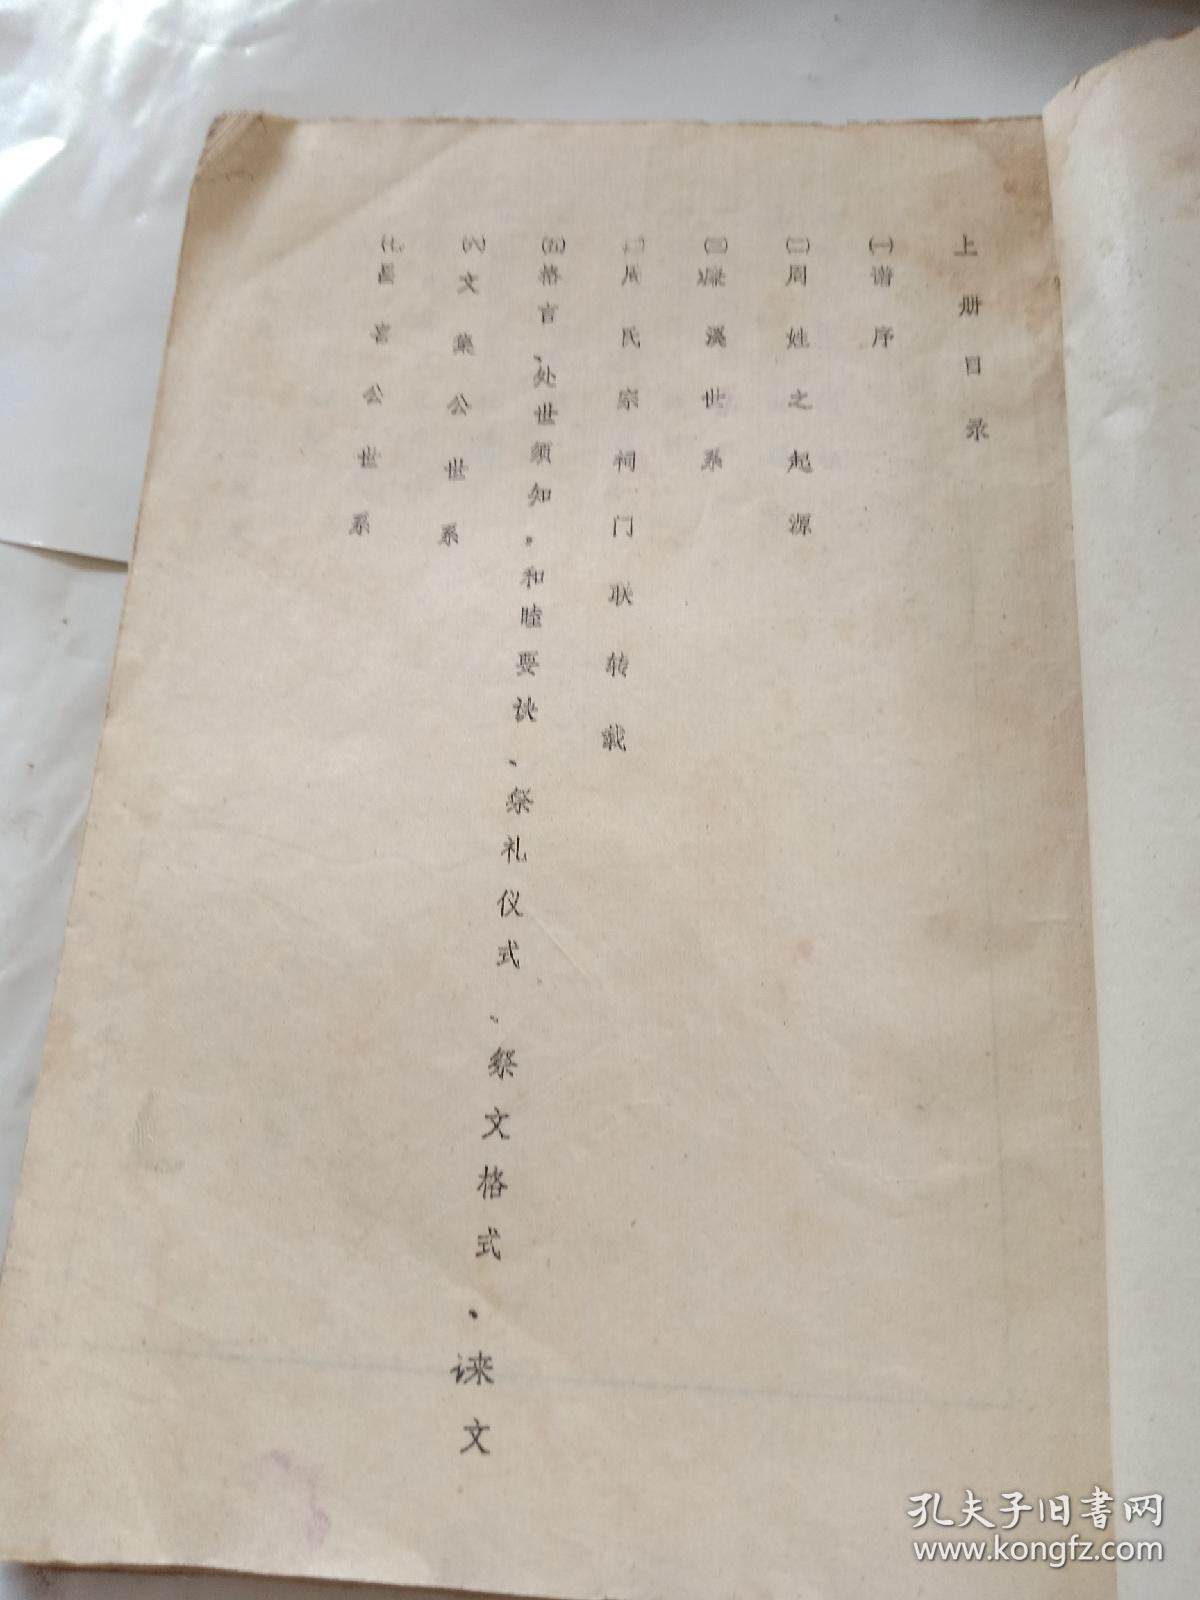 上册目录
㈠谱序
㈡周姓之起源
㈢濂溪世系
周氏宗祠门联转载
㈤格言、处世须知。和睦要诀、祭礼仪式、祭文格式、诔文
㈥文集公世系
㈦言公世系
孔夫子旧书网
www.kongfz.com